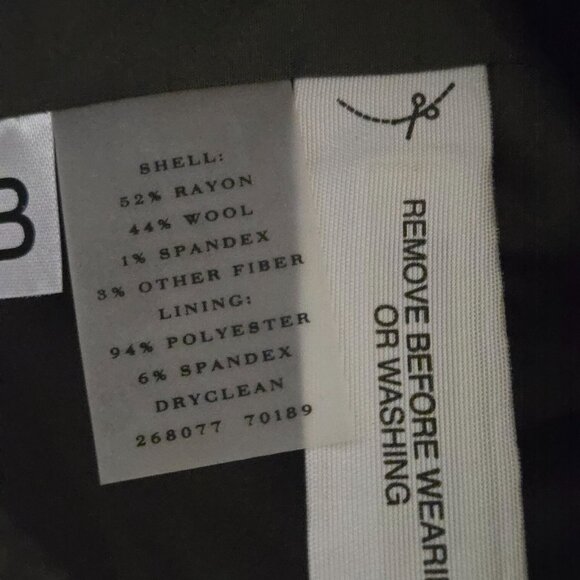 B
SHELL:
52% RAYON
44% WOOL
1% SPANDEX
3% OTHER FIBER
LINING:
94% POLYESTER
6% SPANDEX
DRYCLEAN
268077 70189
REMOVE BEFORE
OR WASHING